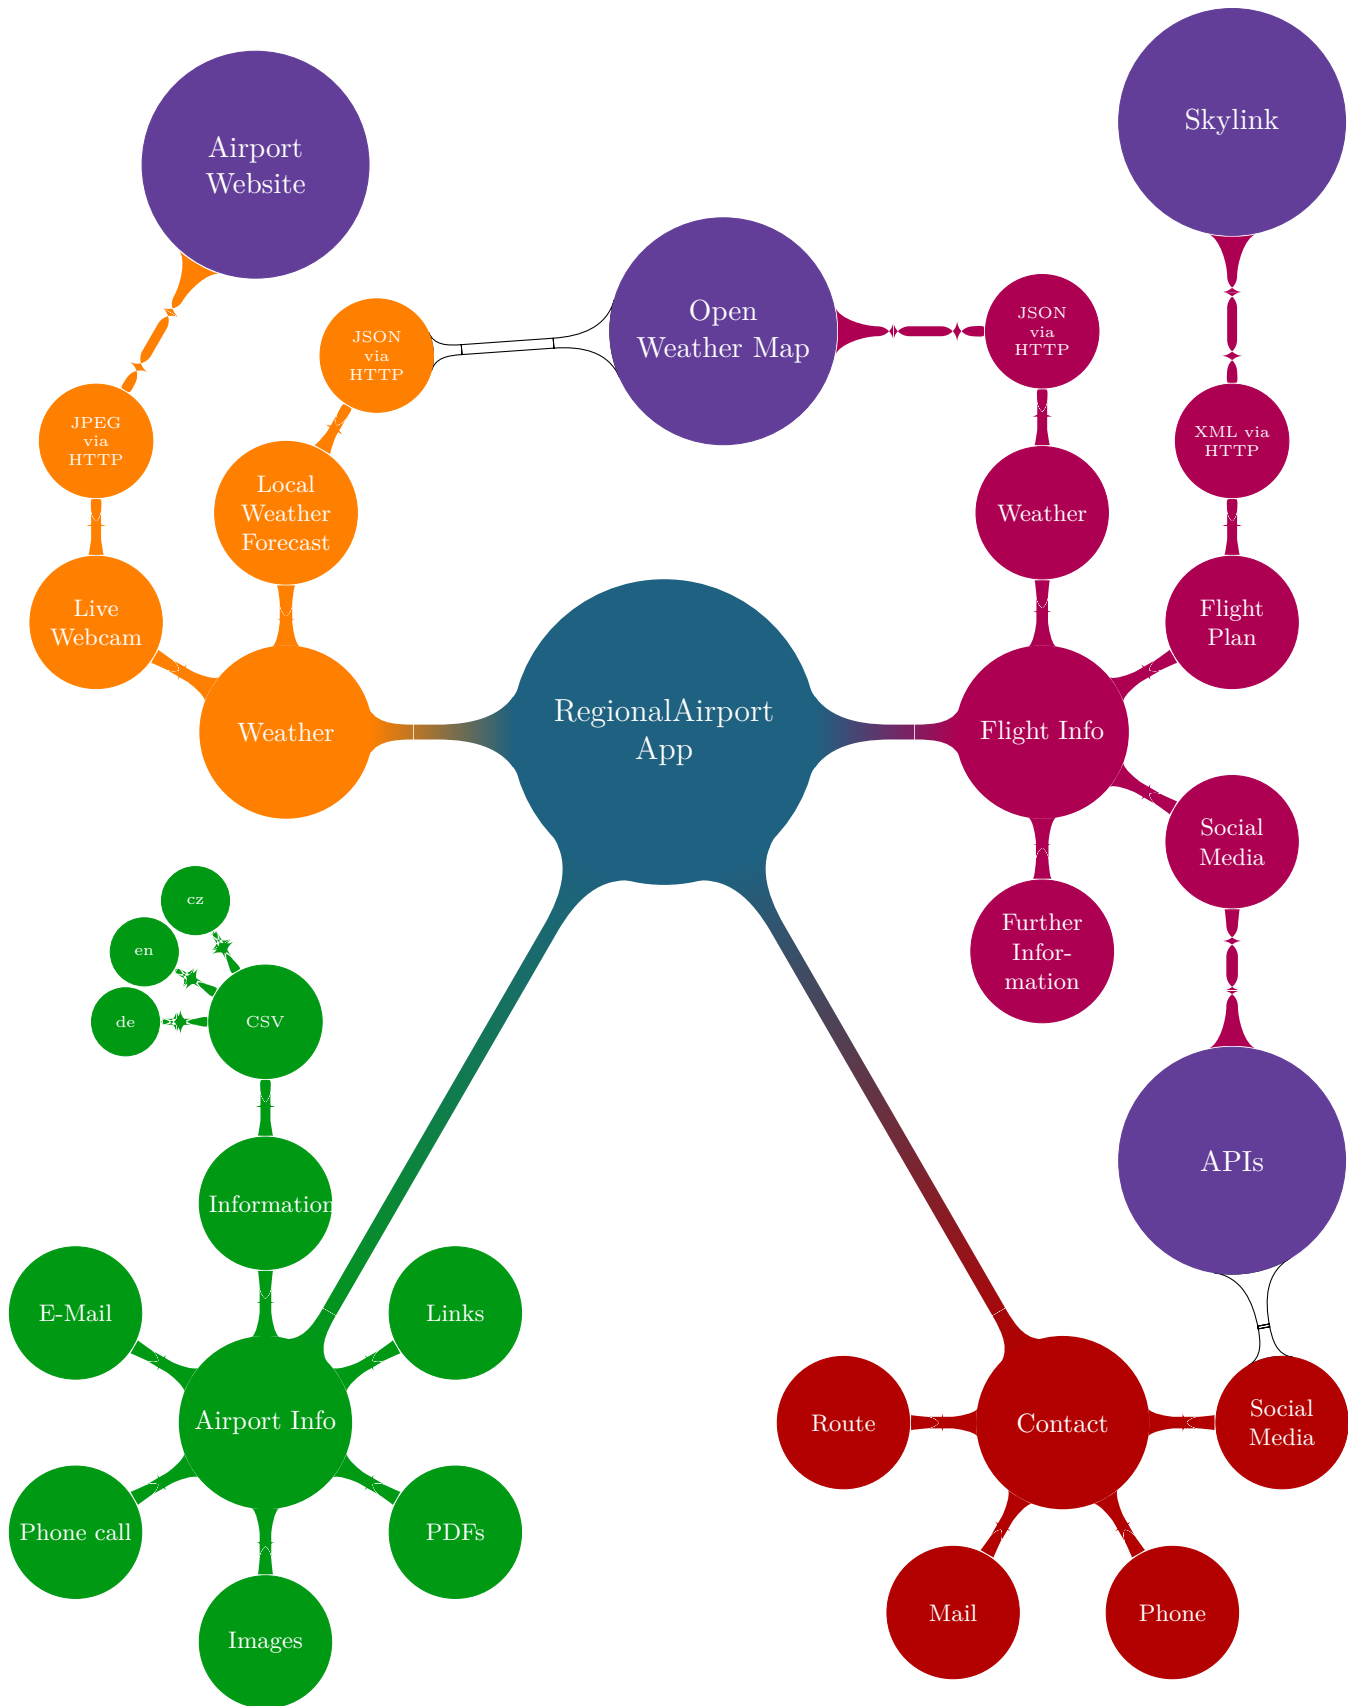 Skylink
Airport
Website
Open
Weather Map
JSON
via
HTTP
JSON
via
HTTP
JPEG
via
HTTP
XML via
HTTP
Local
Weather
Forecast
Weather
Live
Webcam
Flight
Plan
RegionalAirport
App
Weather
Flight Info
Social
Media
cz
Further
Infor-
mation
en
de
CSV
APIs
Information
E-Mail
Links
Airport Info
Route
Contact
Social
Media
Phone call
PDFs
Images
Mail
Phone